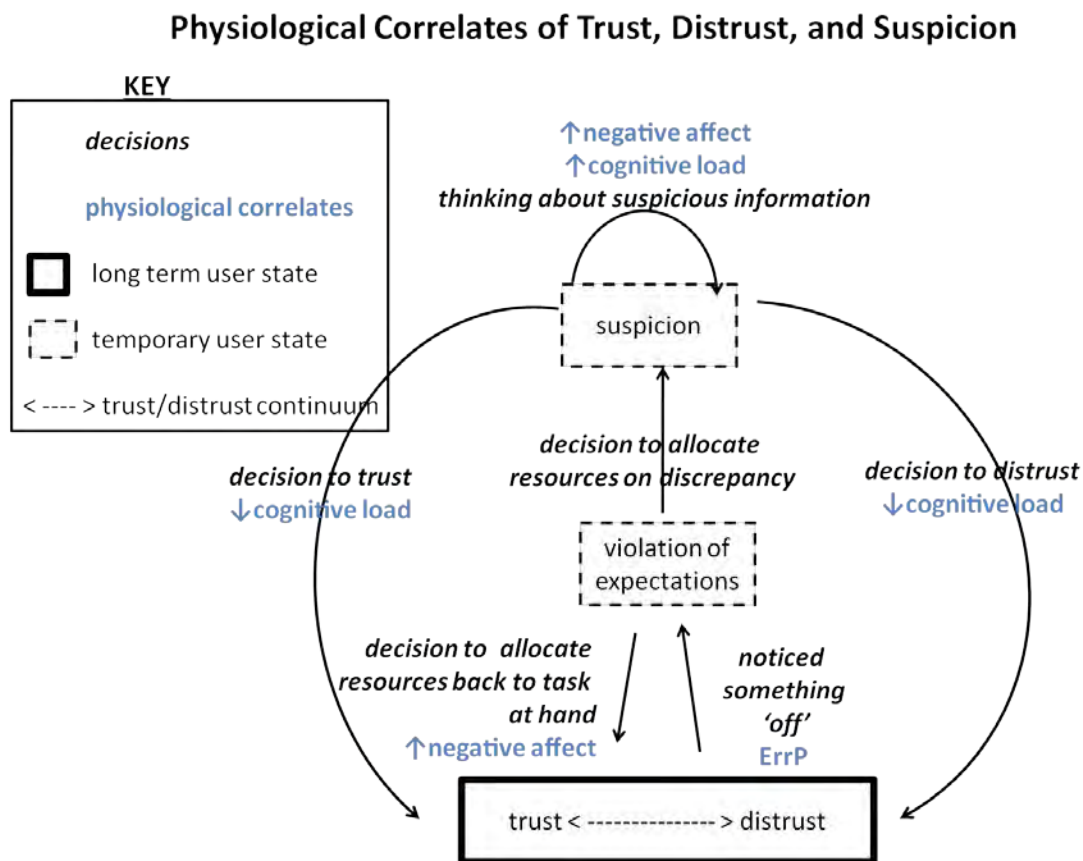 Physiological Correlates of Trust, Distrust, and Suspicion
KEY
decisions
physiological correlates
long term user state
temporary user state
< ---- > trust/distrust continuum
↑negative affect
↑cognitive load
thinking about suspicious information
suspicion
decision to allocate
resources on discrepancy
decision to trust
↓cognitive load
decision to distrust
↓cognitive load
violation of
expectations
decision to allocate
resources back to task
at hand
↑negative affect
noticed
something
‘off’
ErrP
trust < -------------- > distrust